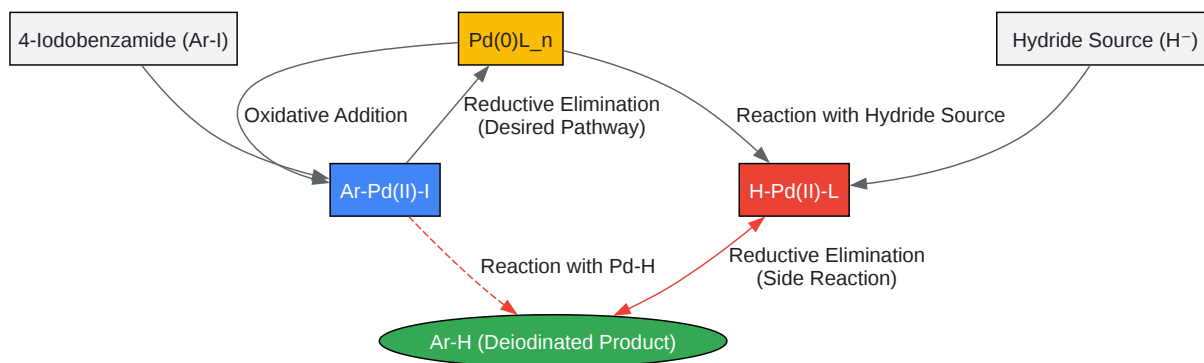 4-Iodobenzamide (Ar-I)
Pd(0)L_n
Hydride Source (H⁻)
Oxidative Addition
Reductive Elimination
(Desired Pathway)
Reaction with Hydride Source
Ar-Pd(II)-I
H-Pd(II)-L
Reaction with Pd-H
Reductive Elimination
(Side Reaction)
Ar-H (Deiodinated Product)